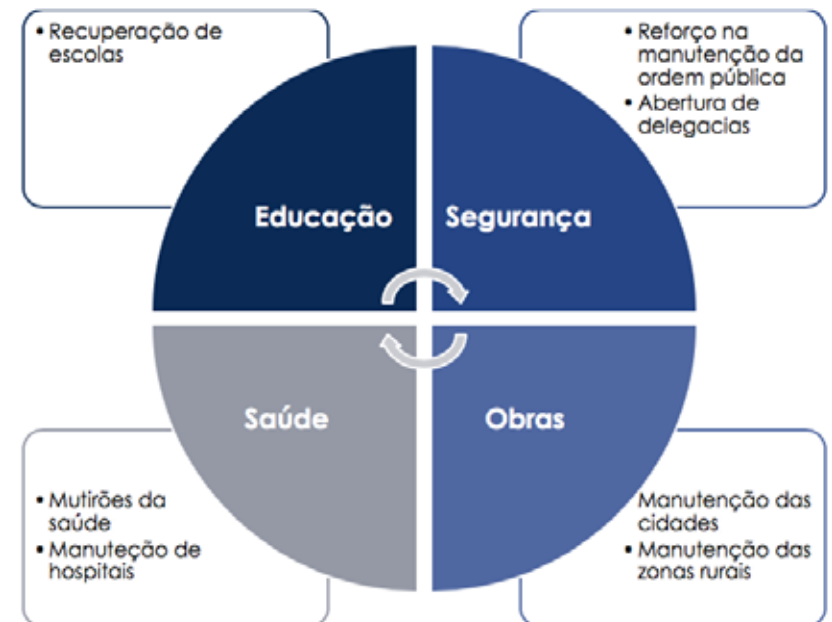 • Recuperação de
escolas
• Reforço na
manutenção da
ordem pública
• Abertura de
delegacias
Educação
Segurança
Saúde
Obras
• Mutirões da
saúde
• Manuteção de
hospitais
Manutenção das
cidades
• Manutenção das
zonas rurais